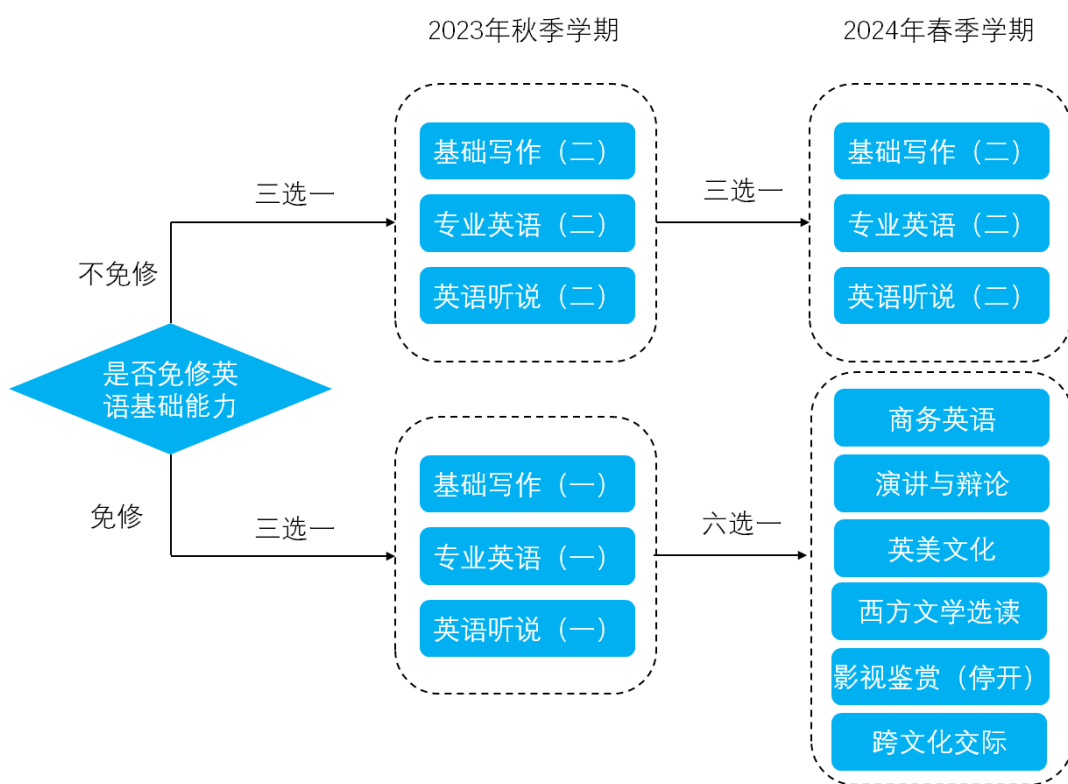 2023年秋季学期
2024年春季学期
基础写作（二）
专业英语（二）
英语听说（二）
三选一
三选一
基础写作（二）
专业英语（二）
英语听说（二）
不免修
是否免修英
语基础能力
免修
三选一
基础写作（一）
专业英语（一）
英语听说（一）
六选一
商务英语
演讲与辩论
英美文化
西方文学选读
影视鉴赏（停开）
跨文化交际